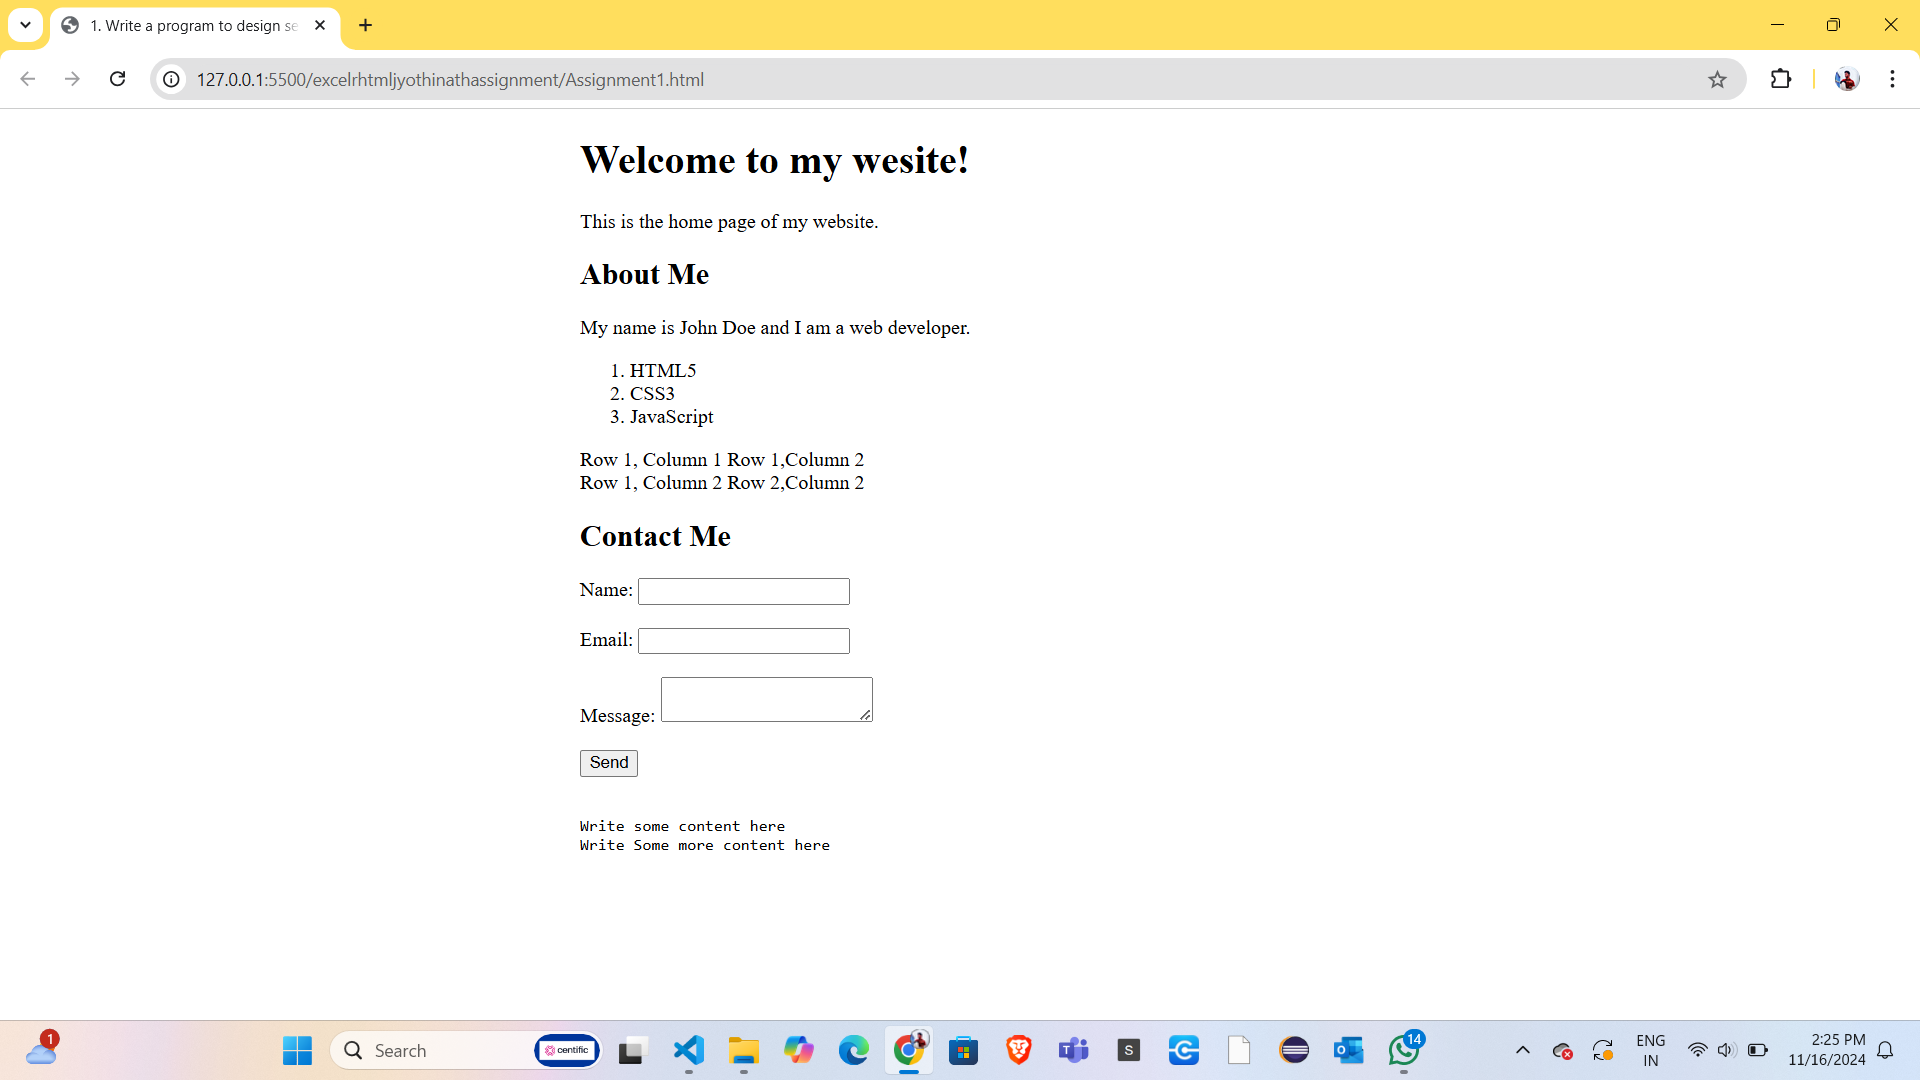 1. Write a program to design se
127.0.0.1:5500/excelrhtmljyothinathassignment/Assignment1.html
Welcome to my wesite!
This is the home page of my website.
About Me
My name is John Doe and I am a web developer.
1. HTML5
2. CSS3
3. JavaScript
Row 1, Column 1 Row 1,Column 2
Row 1, Column 2 Row 2,Column 2
Contact Me
Name:
Email:
Message:
Send
Write some content here
Write Some more content here
1
Search
centific
S
14
ENG
IN
2:25 PM
11/16/2024